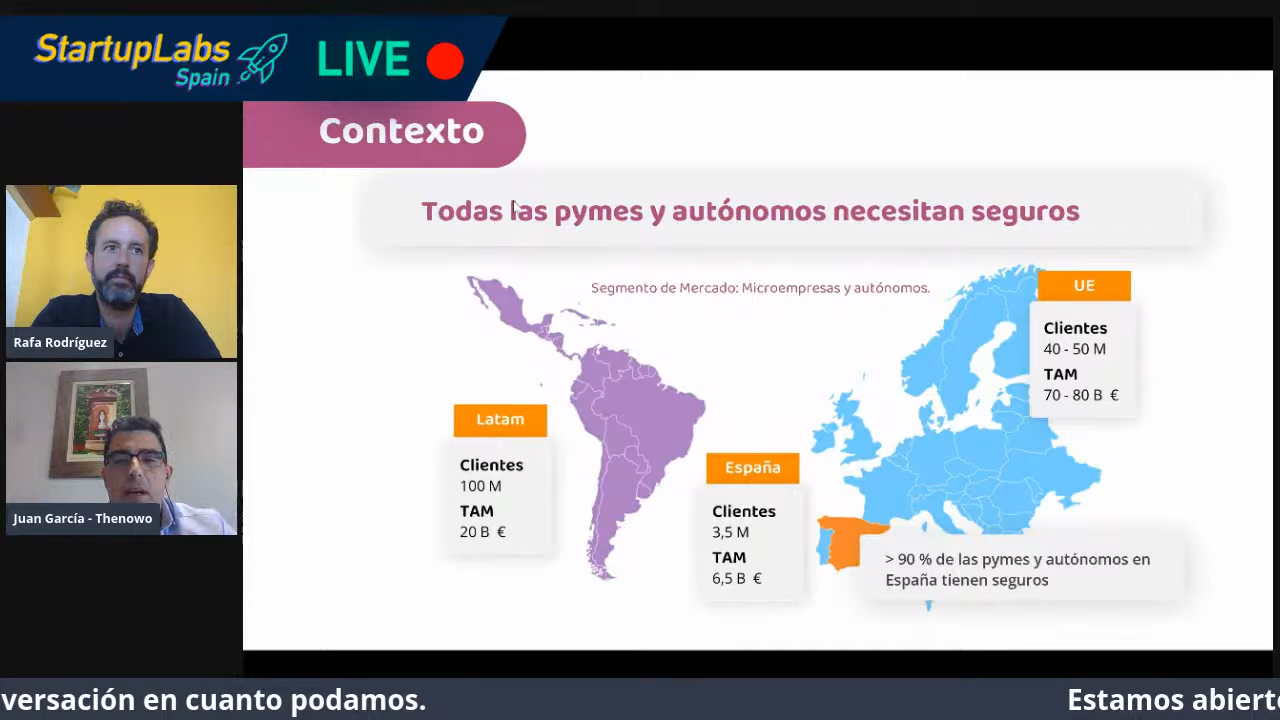 StartupLabs
Spain
LIVE
Contexto
Todas las pymes y autónomos necesitan seguros
Segmento de Mercado: Microempresas y autónomos.
UE
Clientes
40 - 50 M
TAM
70 - 80 B €
Latam
Clientes
100 M
TAM
20 B €
España
Clientes
3,5 M
TAM
6,5 B €
> 90 % de las pymes y autónomos en
España tienen seguros
Rafa Rodríguez
Juan García - Thenowo
versación en cuanto podamos.
Estamos abierto